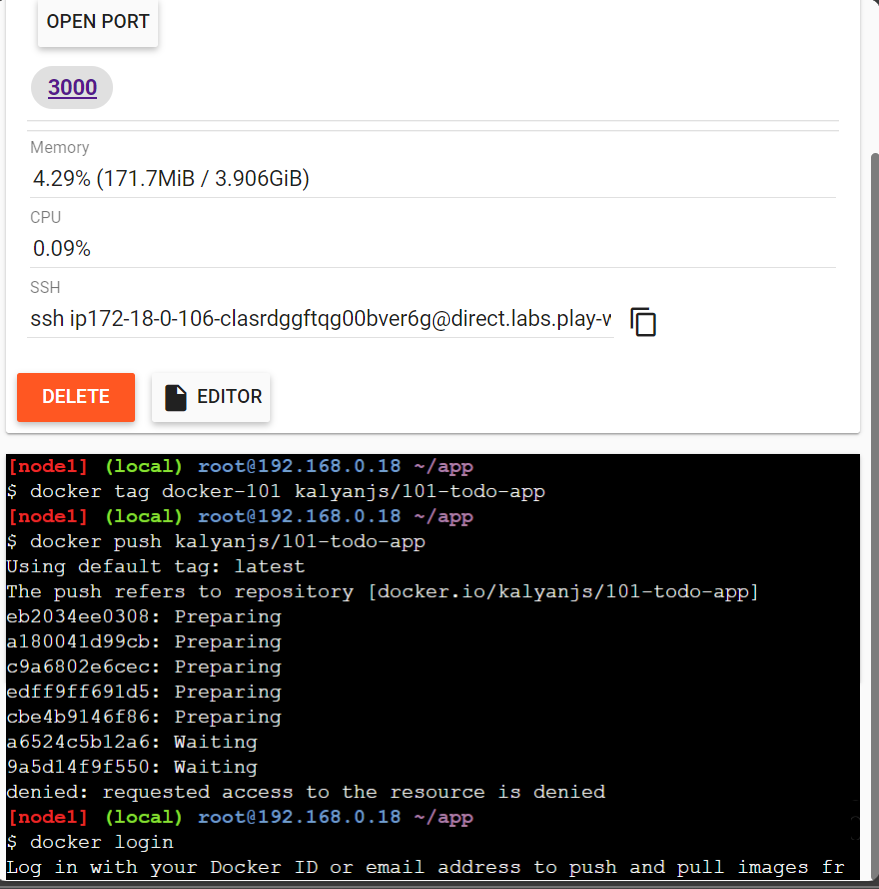 OPEN PORT
3000
Memory
4.29% (171.7MiB / 3.906GiB)
CPU
0.09%
SSH
ssh ip172-18-0-106-clasrdggftqg00bver6g@direct.labs.play-w
DELETE
EDITOR
[node1] (local) root@192.168.0.18 ~/app
$ docker tag docker-101 kalyanjs/101-todo-app
[node1] (local) root@192.168.0.18 ~/app
$ docker push kalyanjs/101-todo-app
Using default tag: latest
The push refers to repository [docker.io/kalyanjs/101-todo-app]
eb2034ee0308: Preparing
a180041d99cb: Preparing
c9a6802e6cec: Preparing
edff9ff691d5: Preparing
cbe4b9146f86: Preparing
a6524c5b12a6: Waiting
9a5d14f9f550: Waiting
denied: requested access to the resource is denied
[node1] (local) root@192.168.0.18 ~/app
$ docker login
Log in with your Docker ID or email address to push and pull images fr